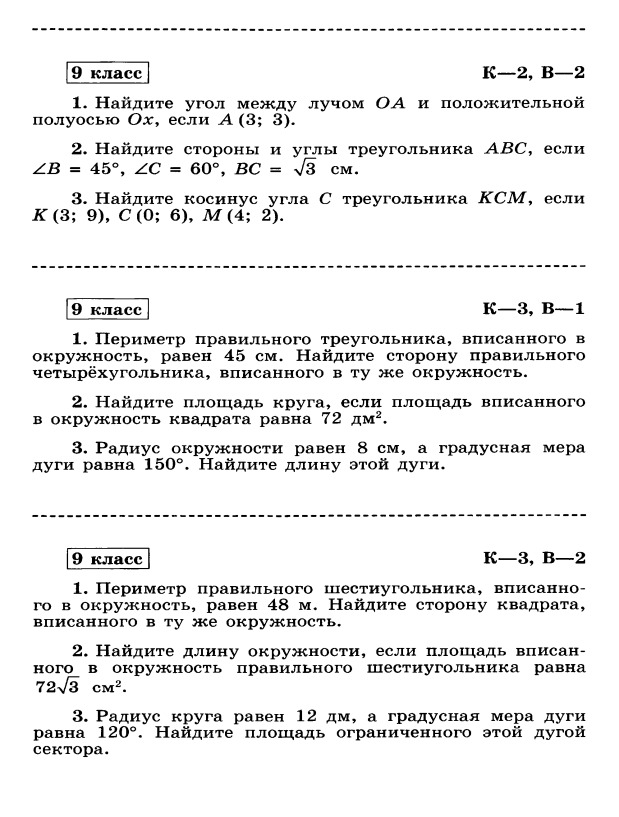 9 класс К—2, В—2
1. Найдите угол между лучом OA и положительной
полуосью Ox, если A (3; 3).
2. Найдите стороны и углы треугольника ABC, если
∠B = 45°, ∠C = 60°, BC = √3 см.
3. Найдите косинус угла C треугольника KCM, если
K (3; 9), C (0; 6), M (4; 2).
9 класс К—3, В—1
1. Периметр правильного треугольника, вписанного в
окружность, равен 45 см. Найдите сторону правильного
четырёхугольника, вписанного в ту же окружность.
2. Найдите площадь круга, если площадь вписанного
в окружность квадрата равна 72 дм².
3. Радиус окружности равен 8 см, а градусная мера
дуги равна 150°. Найдите длину этой дуги.
9 класс К—3, В—2
1. Периметр правильного шестиугольника, вписанно-
го в окружность, равен 48 м. Найдите сторону квадрата,
вписанного в ту же окружность.
2. Найдите длину окружности, если площадь вписан-
ного в окружность правильного шестиугольника равна
72√3 см².
3. Радиус круга равен 12 дм, а градусная мера дуги
равна 120°. Найдите площадь ограниченного этой дугой
сектора.